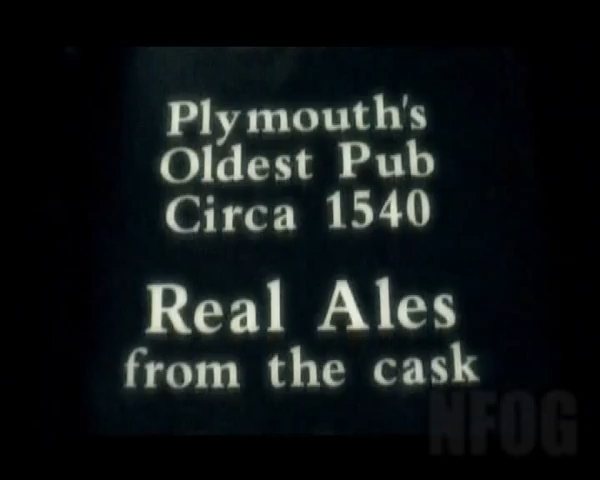 Plymouth's
Oldest Pub
Circa 1540
Real Ales
from the cask
NFOG